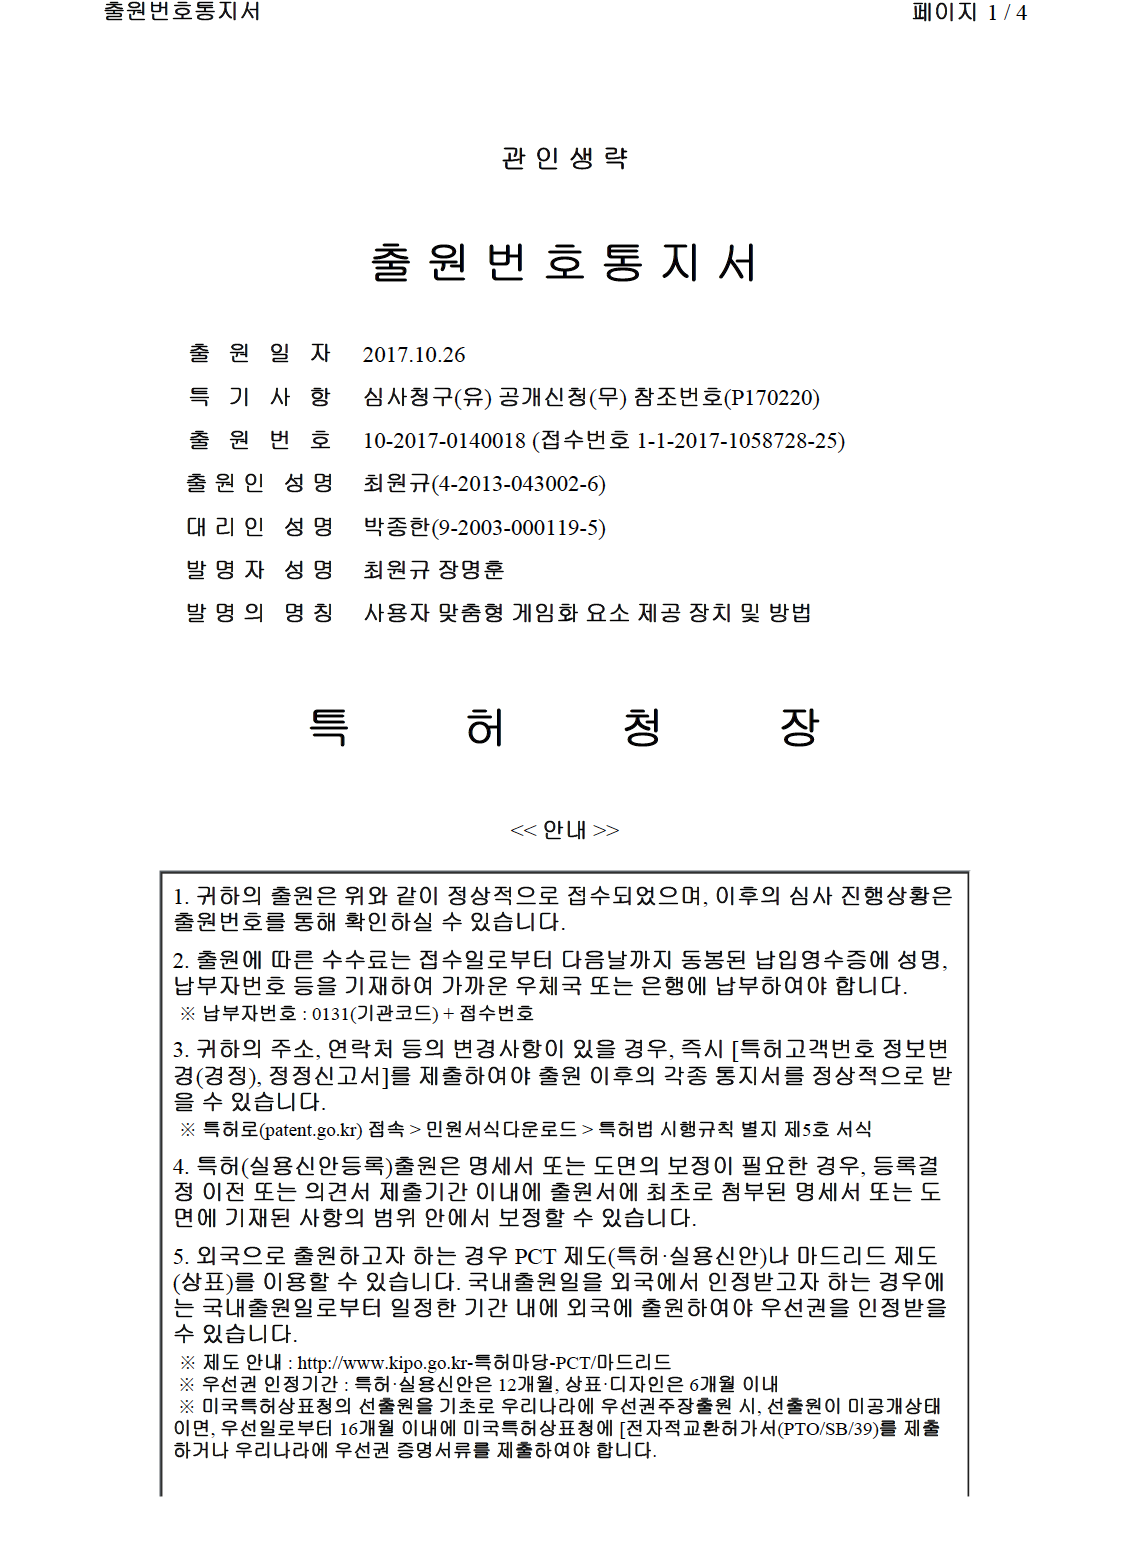 출원번호통지서 페이지 1 / 4
관 인 생 략
출 원 번 호 통 지 서
출 원 일 자 2017.10.26
특 기 사 항 심사청구(유) 공개신청(무) 참조번호(P170220)
출 원 번 호 10-2017-0140018 (접수번호 1-1-2017-1058728-25)
출 원 인 성 명 최원규(4-2013-043002-6)
대 리 인 성 명 박종한(9-2003-000119-5)
발 명 자 성 명 최원규 장명훈
발 명 의 명 칭 사용자 맞춤형 게임화 요소 제공 장치 및 방법
특 허 청 장
<< 안내 >>
1. 귀하의 출원은 위와 같이 정상적으로 접수되었으며, 이후의 심사 진행상황은
출원번호를 통해 확인하실 수 있습니다.
2. 출원에 따른 수수료는 접수일로부터 다음날까지 동봉된 납입영수증에 성명,
납부자번호 등을 기재하여 가까운 우체국 또는 은행에 납부하여야 합니다.
※ 납부자번호 : 0131(기관코드) + 접수번호
3. 귀하의 주소, 연락처 등의 변경사항이 있을 경우, 즉시 [특허고객번호 정보변
경(경정), 정정신고서]를 제출하여야 출원 이후의 각종 통지서를 정상적으로 받
을 수 있습니다.
※ 특허로(patent.go.kr) 접속 > 민원서식다운로드 > 특허법 시행규칙 별지 제5호 서식
4. 특허(실용신안등록)출원은 명세서 또는 도면의 보정이 필요한 경우, 등록결
정 이전 또는 의견서 제출기간 이내에 출원서에 최초로 첨부된 명세서 또는 도
면에 기재된 사항의 범위 안에서 보정할 수 있습니다.
5. 외국으로 출원하고자 하는 경우 PCT 제도(특허·실용신안)나 마드리드 제도
(상표)를 이용할 수 있습니다. 국내출원일을 외국에서 인정받고자 하는 경우에
는 국내출원일로부터 일정한 기간 내에 외국에 출원하여야 우선권을 인정받을
수 있습니다.
※ 제도 안내 : http://www.kipo.go.kr-특허마당-PCT/마드리드
※ 우선권 인정기간 : 특허·실용신안은 12개월, 상표·디자인은 6개월 이내
※ 미국특허상표청의 선출원을 기초로 우리나라에 우선권주장출원 시, 선출원이 미공개상태
이면, 우선일로부터 16개월 이내에 미국특허상표청에 [전자적교환허가서(PTO/SB/39)를 제출
하거나 우리나라에 우선권 증명서류를 제출하여야 합니다.